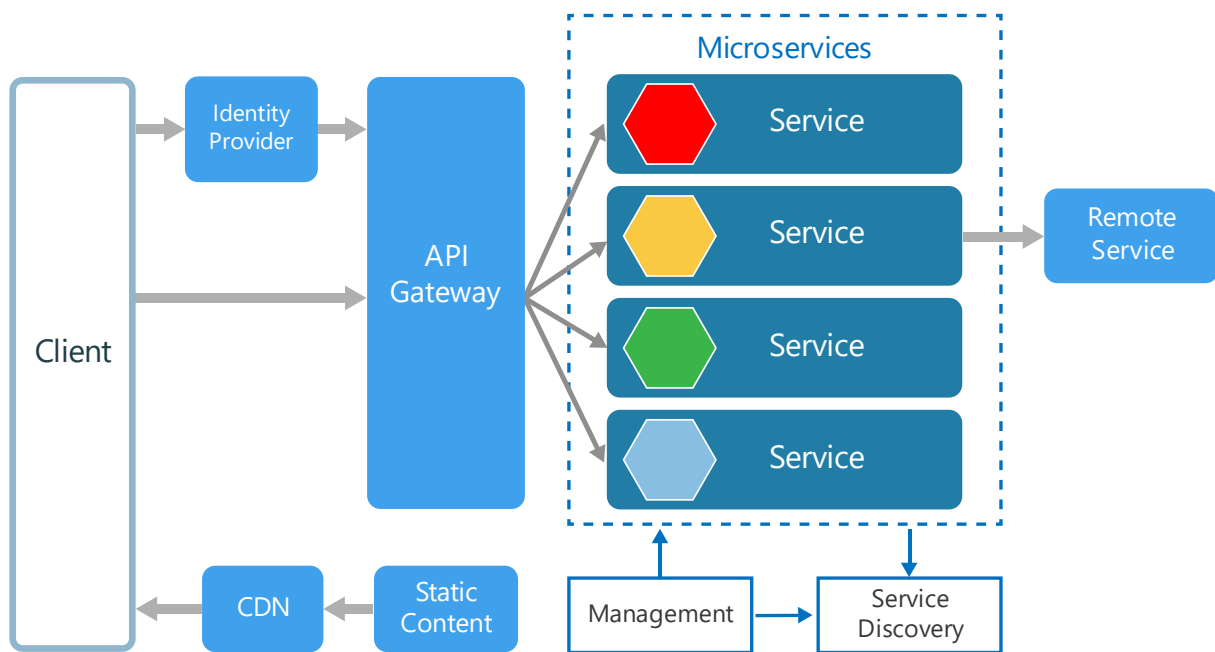 Microservices
Identity
Provider
Service
Service
Remote
Service
API
Gateway
Client
Service
Service
CDN
Static
Content
Management
Service
Discovery